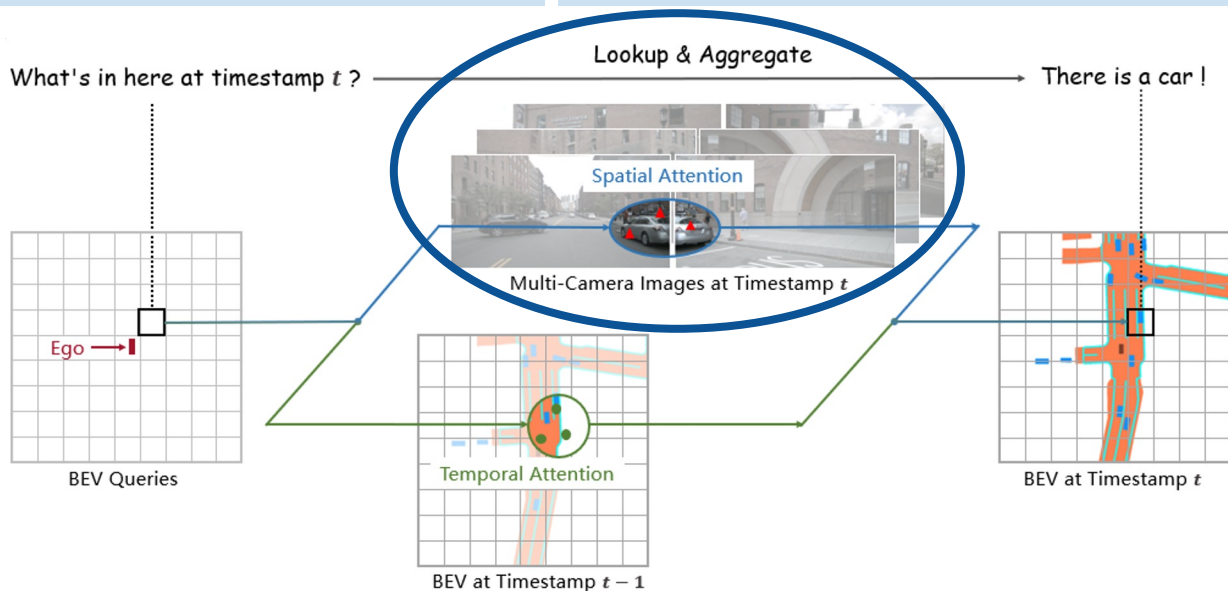 Lookup & Aggregate
What's in here at timestamp t ?
There is a car !
Spatial Attention
Multi-Camera Images at Timestamp t
Ego
BEV Queries
Temporal Attention
BEV at Timestamp t
BEV at Timestamp t − 1